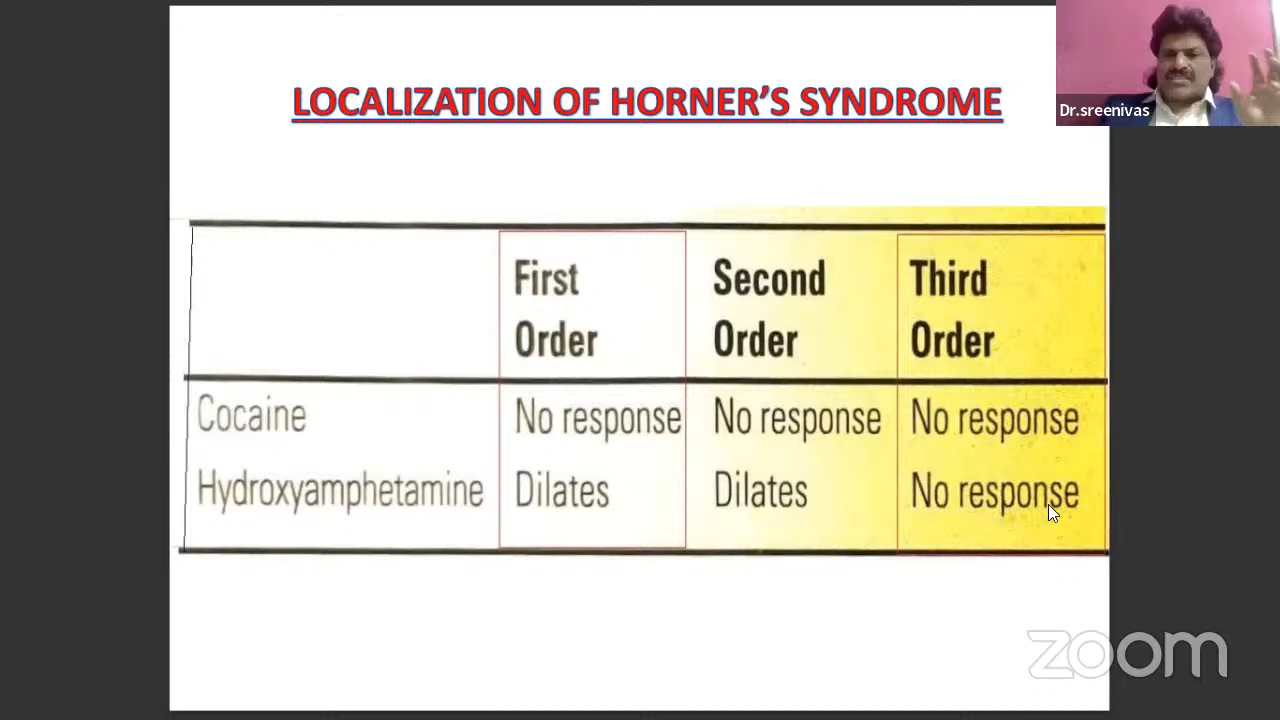 LOCALIZATION OF HORNER'S SYNDROME
Dr.sreenivas
First Order Second Order Third Order
Cocaine No response No response No response
Hydroxyamphetamine Dilates Dilates No response
zoom